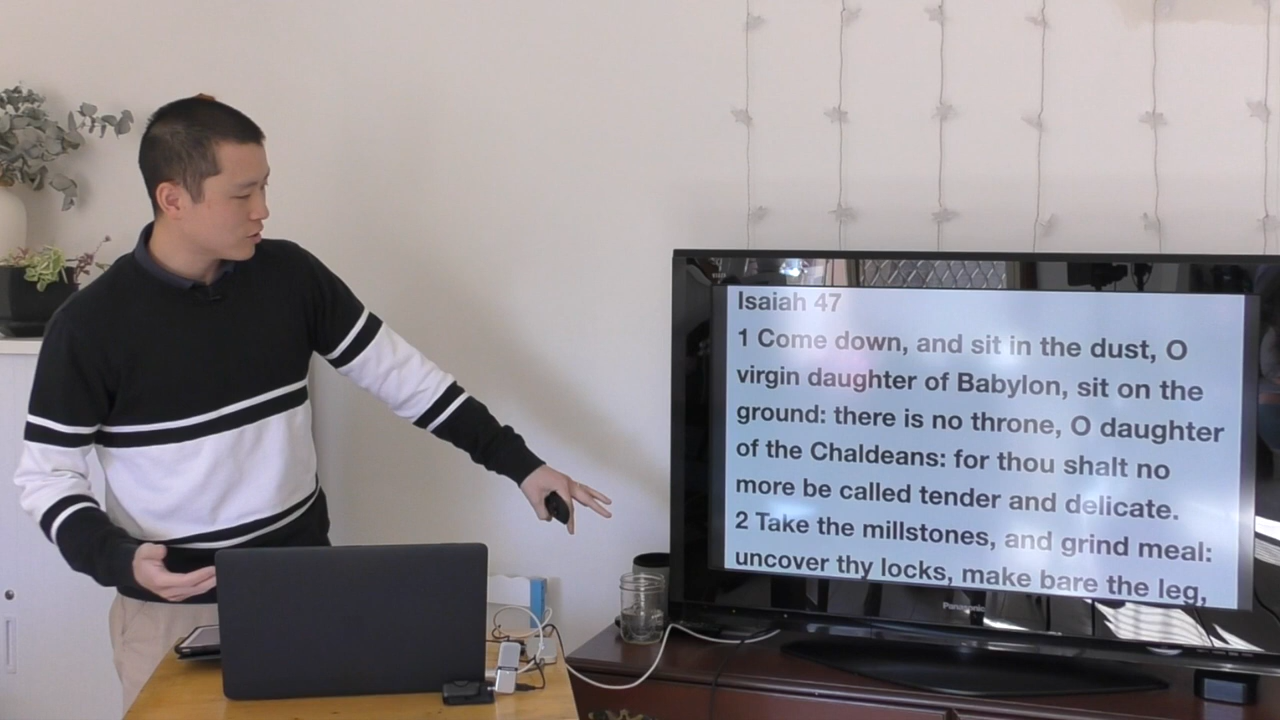 Isaiah 47
1 Come down, and sit in the dust, O
virgin daughter of Babylon, sit on the
ground: there is no throne, O daughter
of the Chaldeans: for thou shalt no
more be called tender and delicate.
2 Take the millstones, and grind meal:
uncover thy locks, make bare the leg,
Panasonic